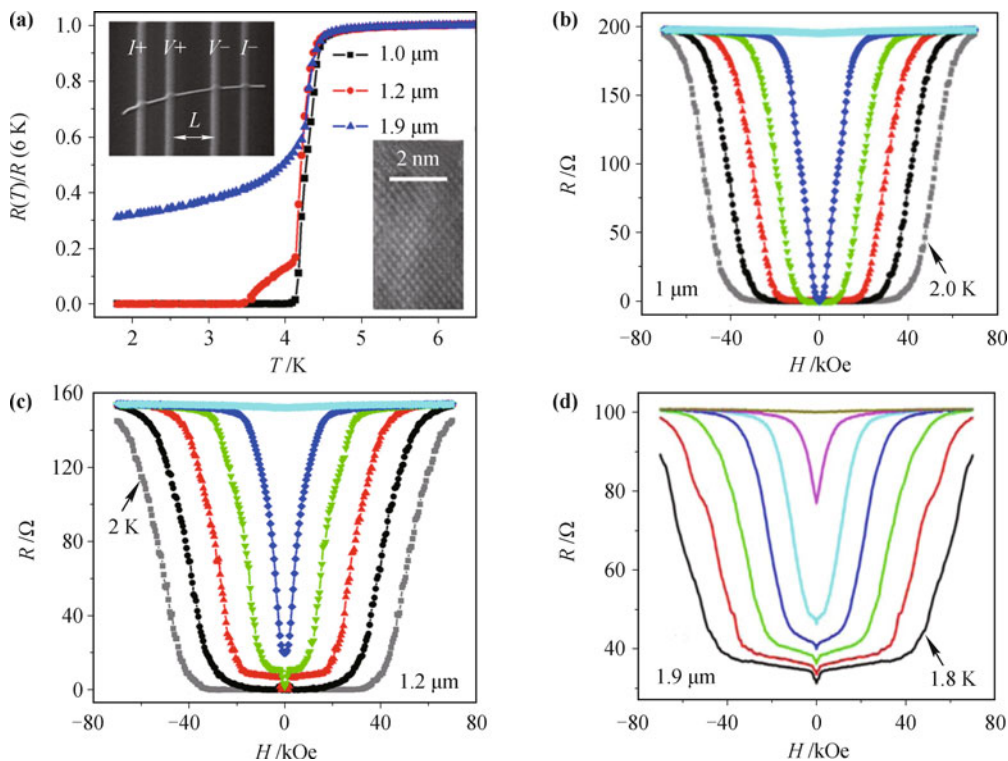 (a)
1.0
0.8
0.6
0.4
0.2
0.0
R(T)/R (6 K)
2 3 4 5 6
T /K
I+ V+ V− I−
L
1.0 μm
1.2 μm
1.9 μm
2 nm
(b)
200
150
100
50
0
R /Ω
−80 −40 0 40 80
H /kOe
1 μm
2.0 K
(c)
160
120
80
40
0
R /Ω
−80 −40 0 40 80
H /kOe
2 K
1.2 μm
(d)
100
80
60
40
R /Ω
−80 −40 0 40 80
H /kOe
1.9 μm
1.8 K